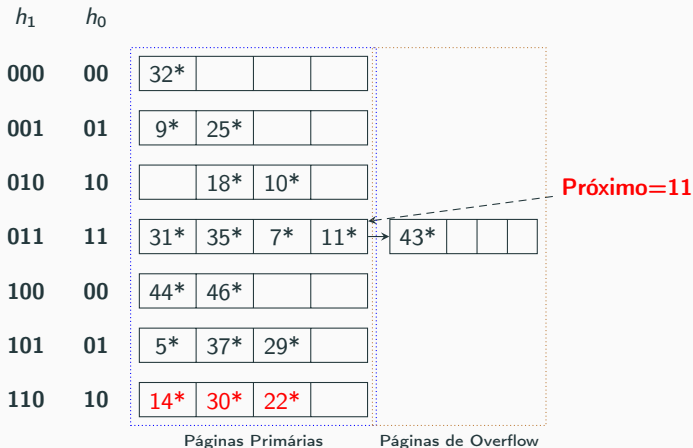 h₁ h₀
000 00 32*
001 01 9* 25*
010 10 18* 10*
Próximo=11
011 11 31* 35* 7* 11* 43*
100 00 44* 46*
101 01 5* 37* 29*
110 10 14* 30* 22*
Páginas Primárias Páginas de Overflow